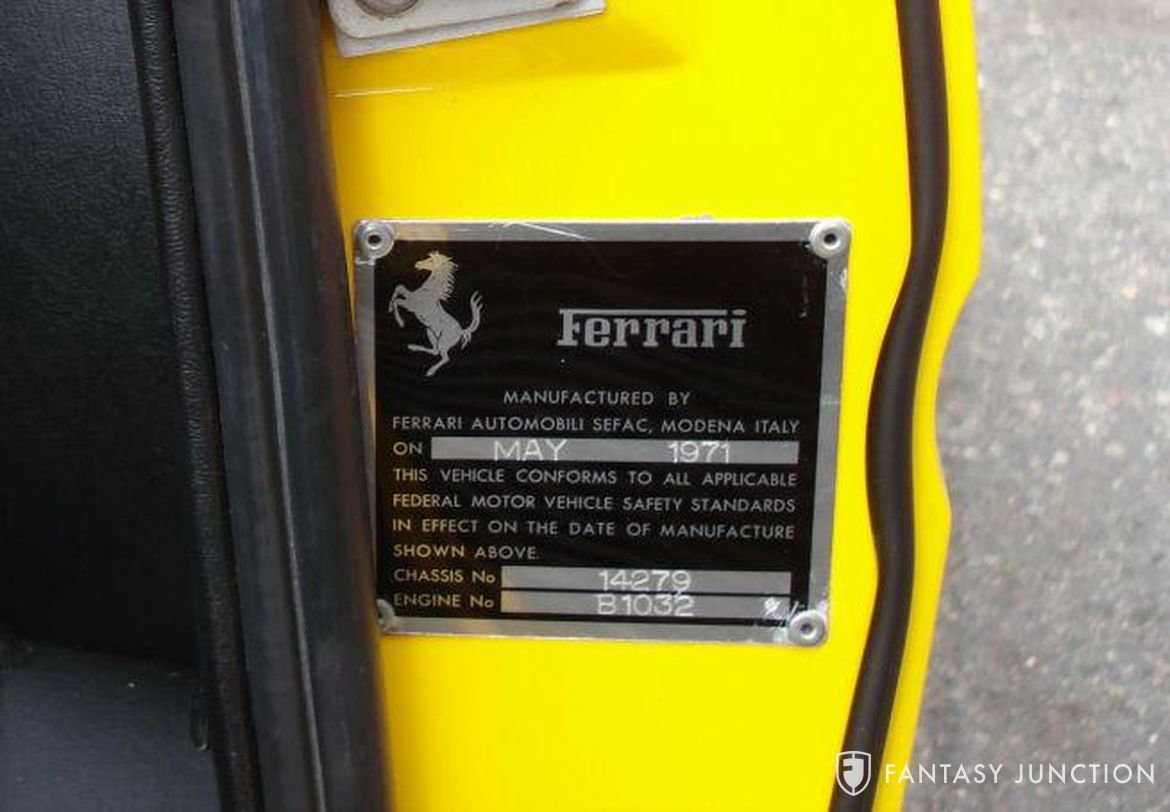 Ferrari
MANUFACTURED BY
FERRARI AUTOMOBILI SEFAC, MODENA ITALY
ON MAY 1971
THIS VEHICLE CONFORMS TO ALL APPLICABLE
FEDERAL MOTOR VEHICLE SAFETY STANDARDS
IN EFFECT ON THE DATE OF MANUFACTURE
SHOWN ABOVE.
CHASSIS No 14279
ENGINE No B1032
FANTASY JUNCTION